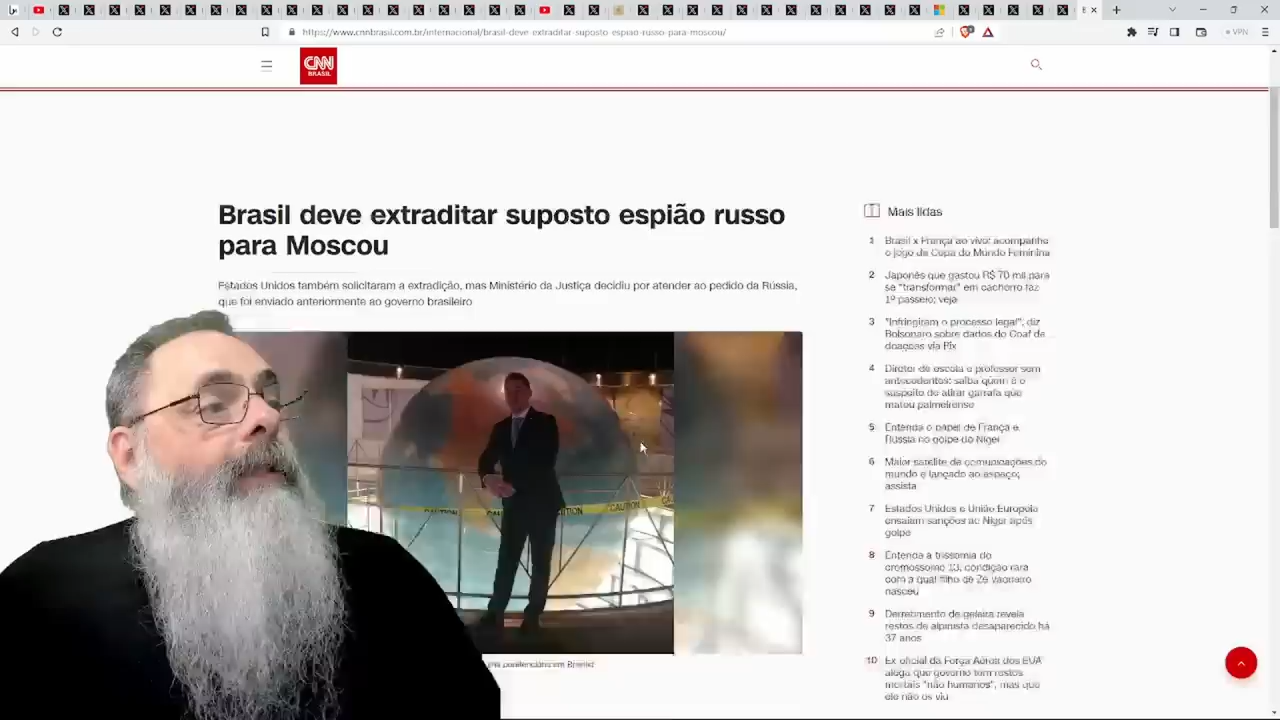 https://www.cnnbrasil.com.br/internacional/brasil-deve-extraditar-suposto-espiao-russo-para-moscou/
VPN
CNN
BRASIL
Brasil deve extraditar suposto espião russo
para Moscou
Estados Unidos também solicitaram a extradição, mas Ministério da Justiça decidiu por atender ao pedido da Rússia,
que foi enviado anteriormente ao governo brasileiro
CAUTION
CAUTION
penitenciária em Brasília
Mais lidas
1 Brasil x França ao vivo: acompanhe
o jogo da Copa do Mundo Feminina
2 Japonês que gastou R$ 70 mil para
se "transformar" em cachorro faz
1º passeio; veja
3 "Infringiram o processo legal", diz
Bolsonaro sobre dados do Coaf de
doações via Pix
4 Diretor de escola e professor sem
antecedentes: saiba quem é o
suspeito de atirar garrafa que
matou palmeirense
5 Entenda o papel de França e
Rússia no golpe do Níger
6 Maior satélite de comunicações do
mundo é lançado ao espaço;
assista
7 Estados Unidos e União Europeia
ensaiam sanções ao Níger após
golpe
8 Entenda a trissomia do
cromossomo 13, condição rara
com a qual filho de Zé Vaqueiro
nasceu
9 Derretimento de geleira revela
restos de alpinista desaparecido há
37 anos
10 Ex-oficial da Força Aérea dos EUA
alega que governo tem restos
mortais "não humanos", mas que
ele não os viu